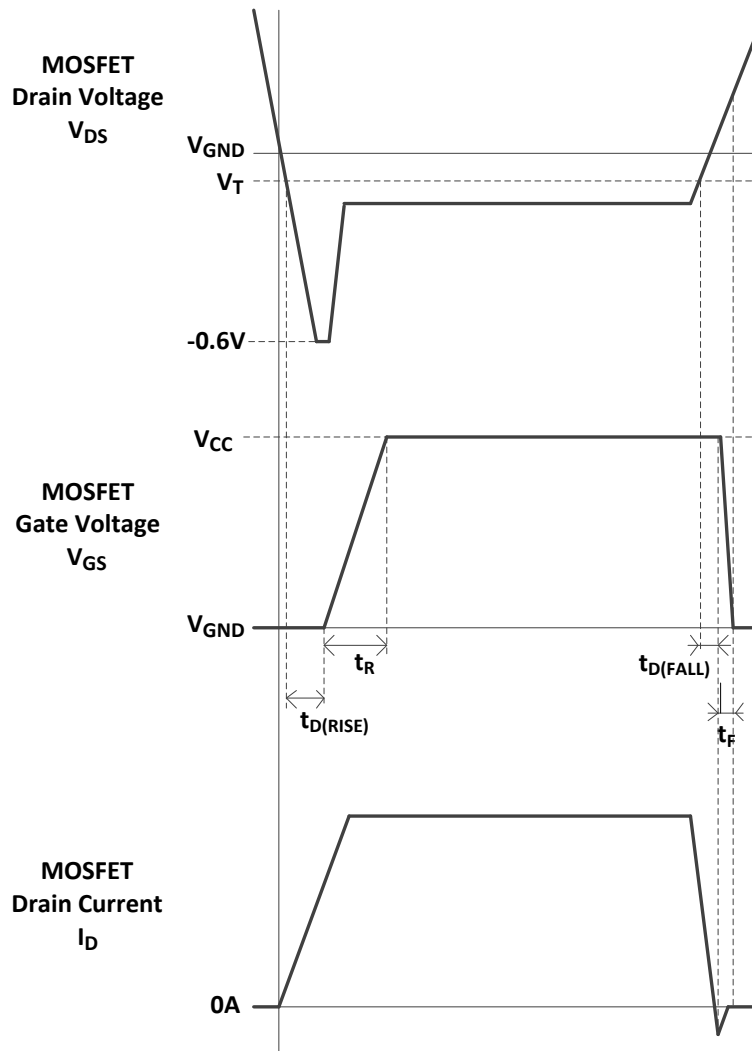 MOSFET
Drain Voltage
VDS
VGND
VT
-0.6V
VCC
MOSFET
Gate Voltage
VGS
VGND
tR
tD(FALL)
tD(RISE)
tF
MOSFET
Drain Current
ID
0A